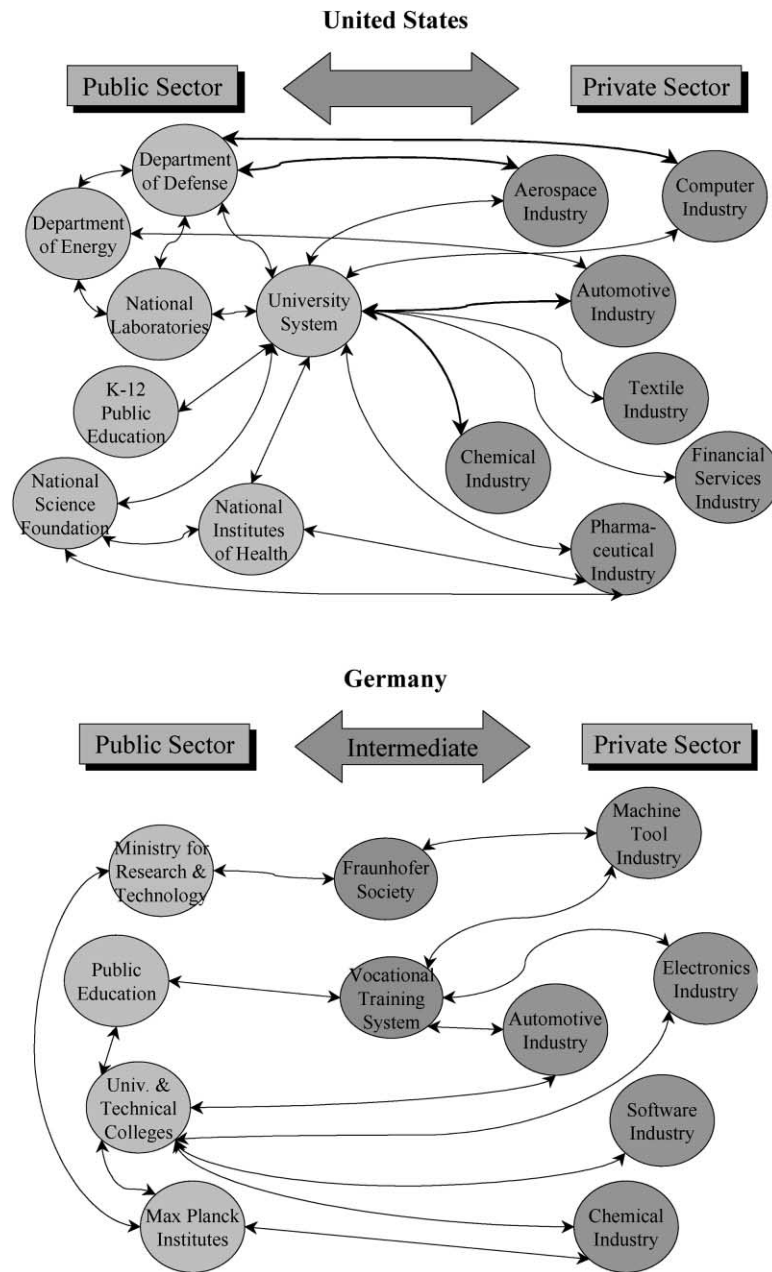 United States
Public Sector
Private Sector
Department
of Defense
Aerospace
Industry
Computer
Industry
Department
of Energy
National
Laboratories
University
System
Automotive
Industry
K-12
Public
Education
Textile
Industry
Chemical
Industry
Financial
Services
Industry
National
Science
Foundation
National
Institutes
of Health
Pharma-
ceutical
Industry
Germany
Public Sector
Intermediate
Private Sector
Machine
Tool
Industry
Ministry for
Research &
Technology
Fraunhofer
Society
Public
Education
Vocational
Training
System
Electronics
Industry
Automotive
Industry
Univ. &
Technical
Colleges
Software
Industry
Max Planck
Institutes
Chemical
Industry